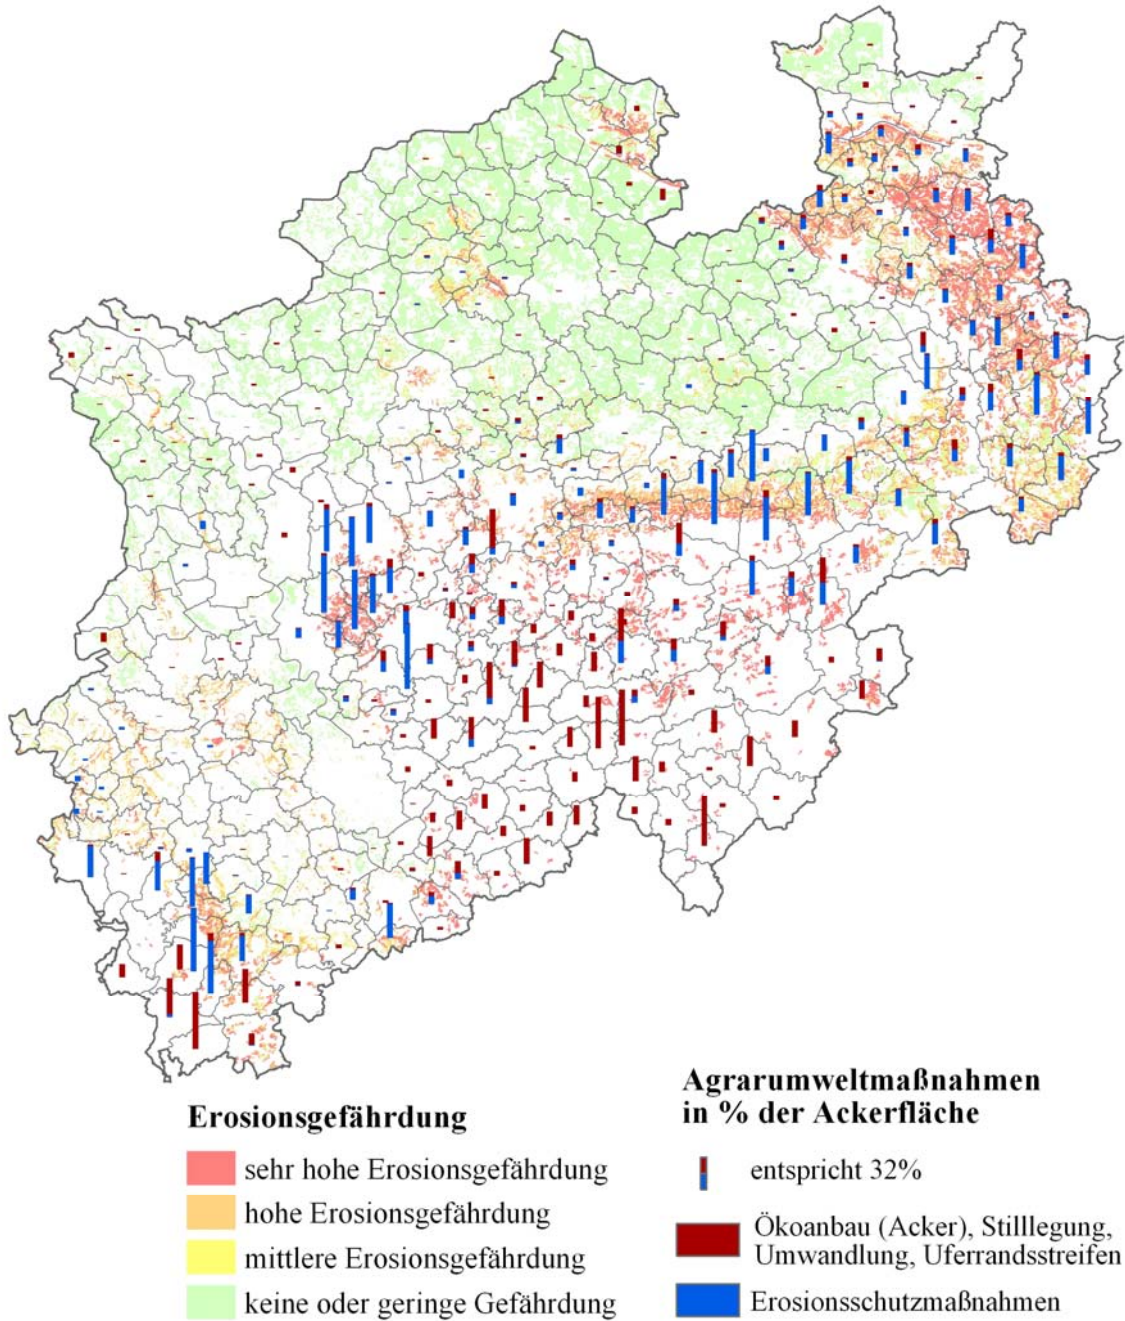 Erosionsgefährdung
sehr hohe Erosionsgefährdung
hohe Erosionsgefährdung
mittlere Erosionsgefährdung
keine oder geringe Gefährdung
Agrarumweltmaßnahmen
in % der Ackerfläche
entspricht 32%
Ökoanbau (Acker), Stilllegung,
Umwandlung, Uferrandsstreifen
Erosionsschutzmaßnahmen